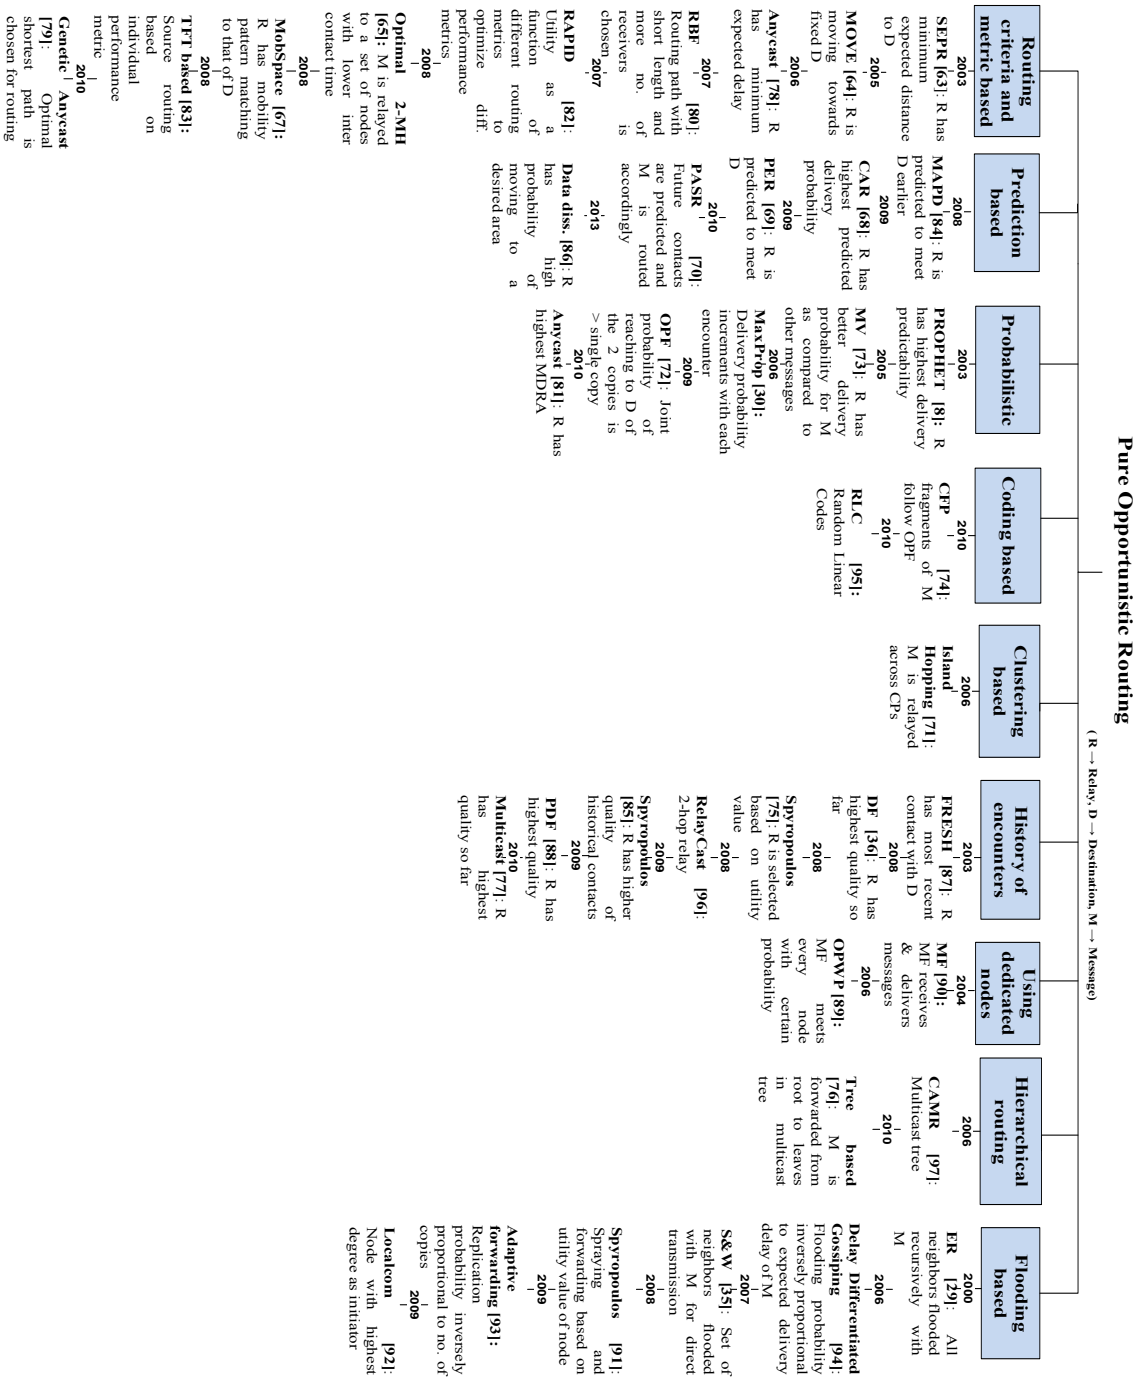 Pure Opportunistic Routing
( R → Relay, D → Destination, M → Message)
Routing
criteria and
metric based
2003
SEPR [63]: R has
minimum
expected distance
to D
2005
MOVE [64]: R is
moving towards
fixed D
2006
Anycast [78]: R
has minimum
expected delay
2007
RBF [80]:
Routing path with
short length and
more no. of
receivers is
chosen
2007
RAPID [82]:
Utility as a
function of
different routing
metrics to
optimize diff.
performance
metrics
2008
Optimal 2-MH
[65]: M is relayed
to a set of nodes
with lower inter
contact time
2008
MobSpace [67]:
R has mobility
pattern matching
to that of D
2008
TFT based [83]:
Source routing
based on
individual
performance
metric
2010
Genetic Anycast
[79]: Optimal
shortest path is
chosen for routing
Prediction
based
2008
MAPD [84]: R is
predicted to meet
D earlier
2009
CAR [68]: R has
highest predicted
delivery
probability
2009
PER [69]: R is
predicted to meet
D
2010
PASR [70]:
Future contacts
are predicted and
M is routed
accordingly
2013
Data diss. [86]: R
has high
probability of
moving to a
desired area
Probabilistic
2003
PROPHET [8]: R
has highest delivery
predictability
2005
MV [73]: R has
better delivery
probability for M
as compared to
other messages
2006
MaxProp [30]:
Delivery probability
increments with each
encounter
2009
OPF [72]: Joint
probability of
reaching to D of
the 2 copies is
> single copy
2010
Anycast [81]: R has
highest MDRA
Coding based
2010
CFP [74]:
fragments of M
follow OPF
2010
RLC [95]:
Random Linear
Codes
Clustering
based
2006
Island
Hopping [71]:
M is relayed
across CPs
History of
encounters
2003
FRESH [87]: R
has most recent
contact with D
2008
DF [36]: R has
highest quality so
far
2008
Spyropoulos
[75]: R is selected
based on utility
value
2008
RelayCast [96]:
2-hop relay
2009
Spyropoulos
[85]: R has higher
quality of
historical contacts
2009
PDF [88]: R has
highest quality
2010
Multicast [77]: R
has highest
quality so far
Using
dedicated
nodes
2004
MF [90]:
MF receives
& delivers
messages
2006
OPWP [89]:
MF meets
every node
with certain
probability
Hierarchical
routing
2006
CAMR [97]:
Multicast tree
2010
Tree based
[76]: M is
forwarded from
root to leaves
in multicast
tree
Flooding
based
2000
ER [29]: All
neighbors flooded
recursively with
M
2006
Delay Differentiated
Gossiping [94]:
Flooding probability
inversely proportional
to expected delivery
delay of M
2007
S&W [35]: Set of
neighbors flooded
with M for direct
transmission
2008
Spyropoulos [91]:
Spraying and
forwarding based on
utility value of node
2009
Adaptive
forwarding [93]:
Replication
probability inversely
proportional to no. of
copies
2009
Localcom [92]:
Node with highest
degree as initiator